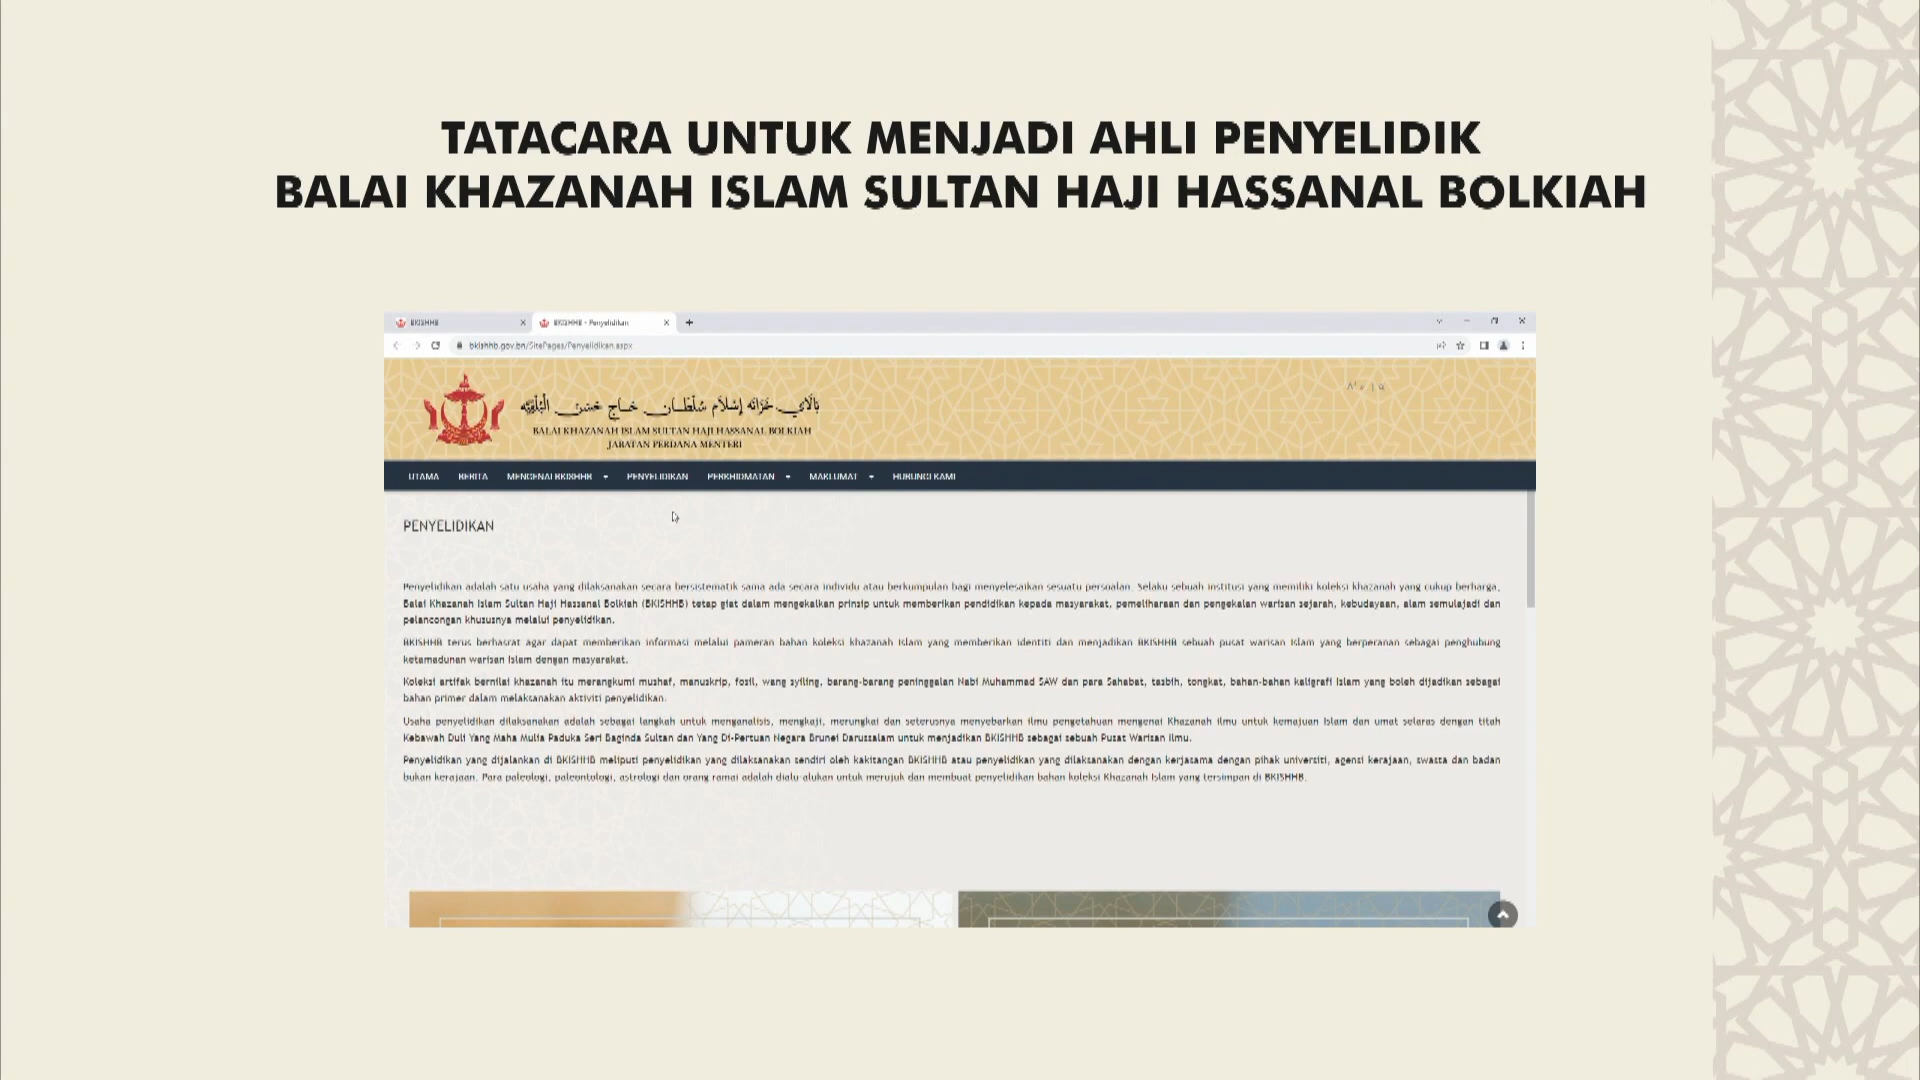 TATACARA UNTUK MENJADI AHLI PENYELIDIK
BALAI KHAZANAH ISLAM SULTAN HAJI HASSANAL BOLKIAH
BKISHHB
BKISHHB - Penyelidikan
bkishhb.gov.bn/SitePages/Penyelidikan.aspx
بالاي خزانه إسلام سلطان حاج حسن البلقيه
BALAI KHAZANAH ISLAM SULTAN HAJI HASSANAL BOLKIAH
JABATAN PERDANA MENTERI
UTAMA BERITA MENGENAI BKISHHB PENYELIDIKAN PERKHIDMATAN MAKLUMAT HUBUNGI KAMI
PENYELIDIKAN
Penyelidikan adalah satu usaha yang dilaksanakan secara bersistematik sama ada secara individu atau berkumpulan bagi menyelesaikan sesuatu persoalan. Selaku sebuah institusi yang memiliki koleksi khazanah yang cukup berharga,
Balai Khazanah Islam Sultan Haji Hassanal Bolkiah (BKISHHB) tetap giat dalam mengekalkan prinsip untuk memberikan pendidikan kepada masyarakat, pemeliharaan dan pengekalan warisan sejarah, kebudayaan, alam semulajadi dan
pelancongan khususnya melalui penyelidikan.
BKISHHB terus berhasrat agar dapat memberikan informasi melalui pameran bahan koleksi khazanah Islam yang memberikan identiti dan menjadikan BKISHHB sebuah pusat warisan Islam yang berperanan sebagai penghubung
ketamadunan warisan Islam dengan masyarakat.
Koleksi artifak bernilai khazanah itu merangkumi mushaf, manuskrip, fosil, wang syiling, barang-barang peninggalan Nabi Muhammad SAW dan para Sahabat, tasbih, tongkat, bahan-bahan kaligrafi Islam yang boleh dijadikan sebagai
bahan primer dalam melaksanakan aktiviti penyelidikan.
Usaha penyelidikan dilaksanakan adalah sebagai langkah untuk menganalisis, mengkaji, merungkai dan seterusnya menyebarkan ilmu pengetahuan mengenai Khazanah ilmu untuk kemajuan Islam dan umat selaras dengan titah
Kebawah Duli Yang Maha Mulia Paduka Seri Baginda Sultan dan Yang Di-Pertuan Negara Brunei Darussalam untuk menjadikan BKISHHB sebagai sebuah Pusat Warisan Ilmu.
Penyelidikan yang dijalankan di BKISHHB meliputi penyelidikan yang dilaksanakan sendiri oleh kakitangan BKISHHB atau penyelidikan yang dilaksanakan dengan kerjasama dengan pihak universiti, agensi kerajaan, swasta dan badan
bukan kerajaan. Para paleologi, paleontologi, astrologi dan orang ramai adalah dialu-alukan untuk merujuk dan membuat penyelidikan bahan koleksi Khazanah Islam yang tersimpan di BKISHHB.